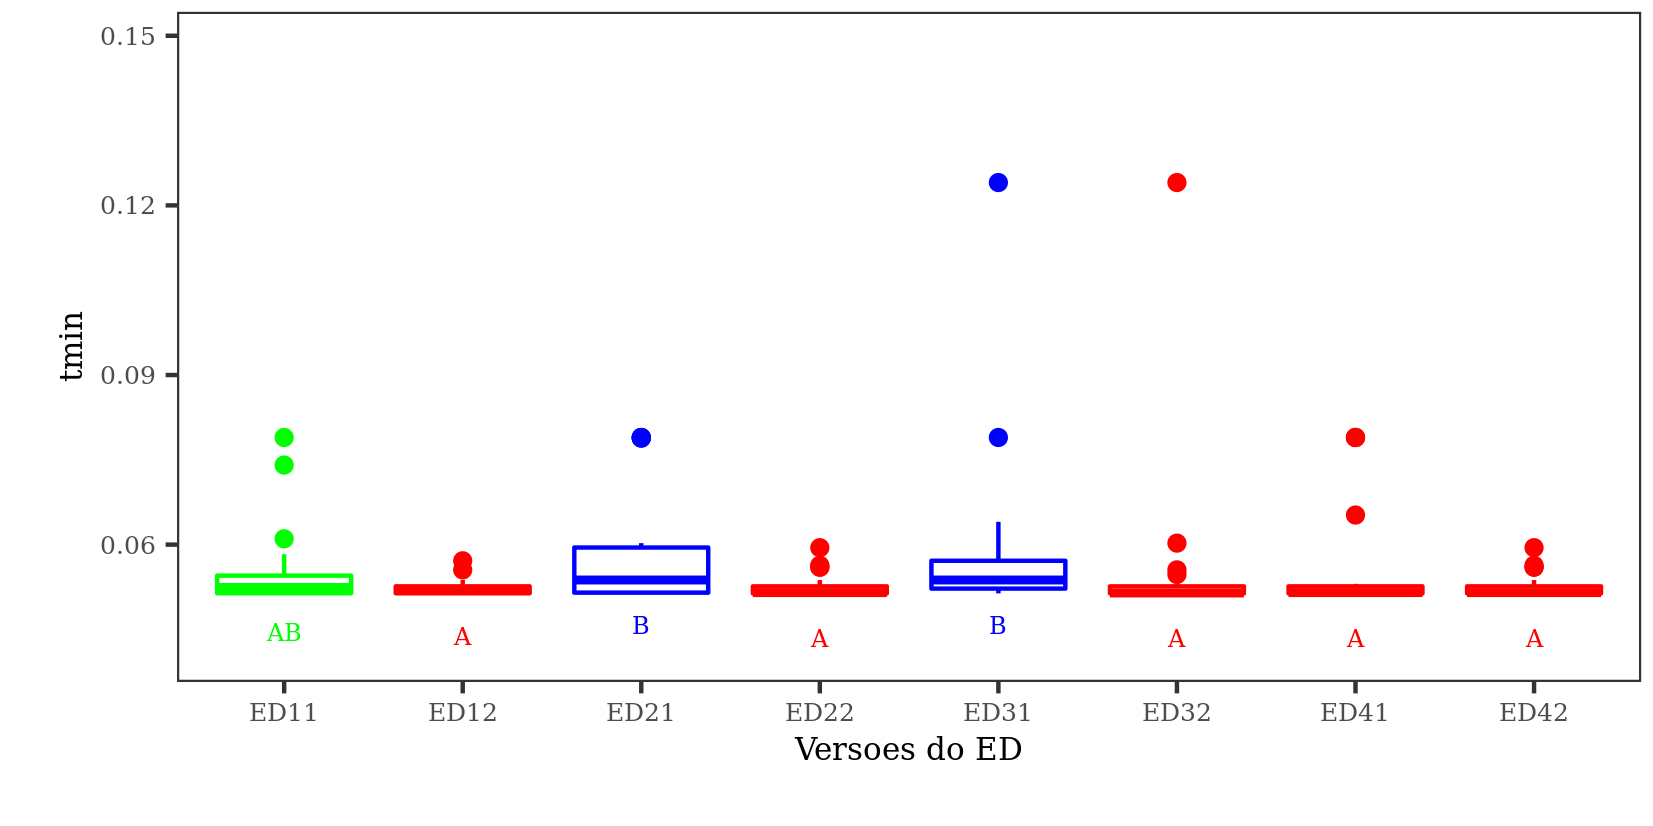 0.15
0.12
0.09
0.06
tmin
AB
A
B
A
B
A
A
A
ED11
ED12
ED21
ED22
ED31
ED32
ED41
ED42
Versoes do ED